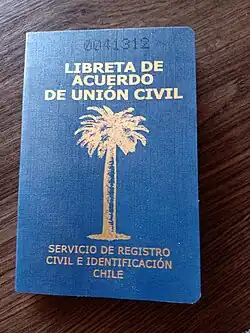 0041312
LIBRETA DE
ACUERDO
DE UNIÓN CIVIL
SERVICIO DE REGISTRO
CIVIL E IDENTIFICACIÓN
CHILE